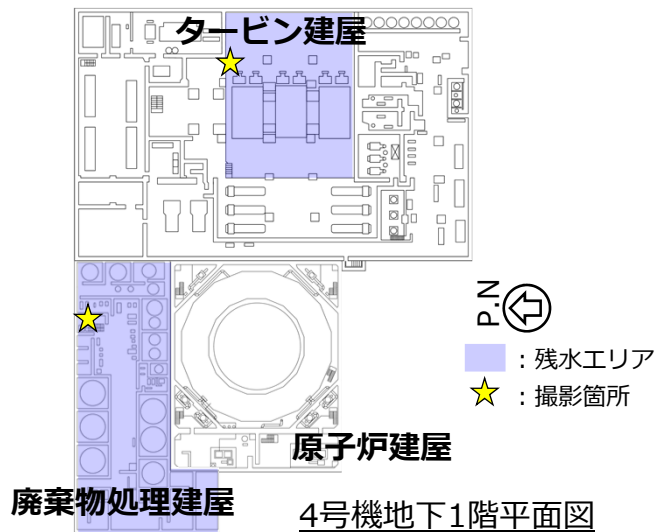 タービン建屋
P.N
：残水エリア
：撮影箇所
原子炉建屋
廃棄物処理建屋
4号機地下1階平面図